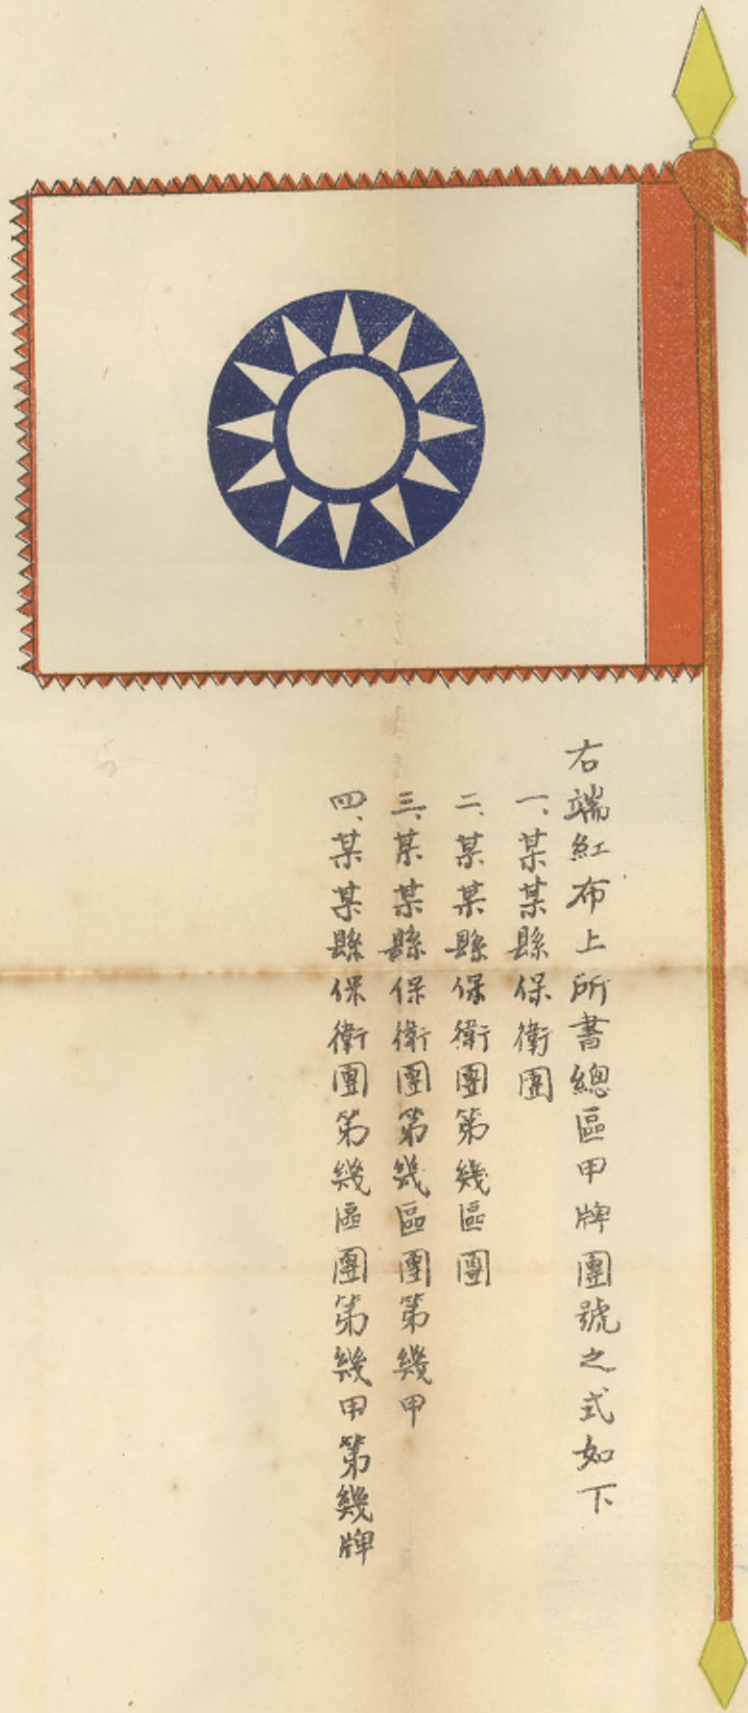 右端紅布上所書總區甲牌團號之式如下
一、某某縣保衛團
二、某某縣保衛團第幾區團
三、某某縣保衛團第幾區團第幾甲
四、某某縣保衛團第幾區團第幾甲第幾牌